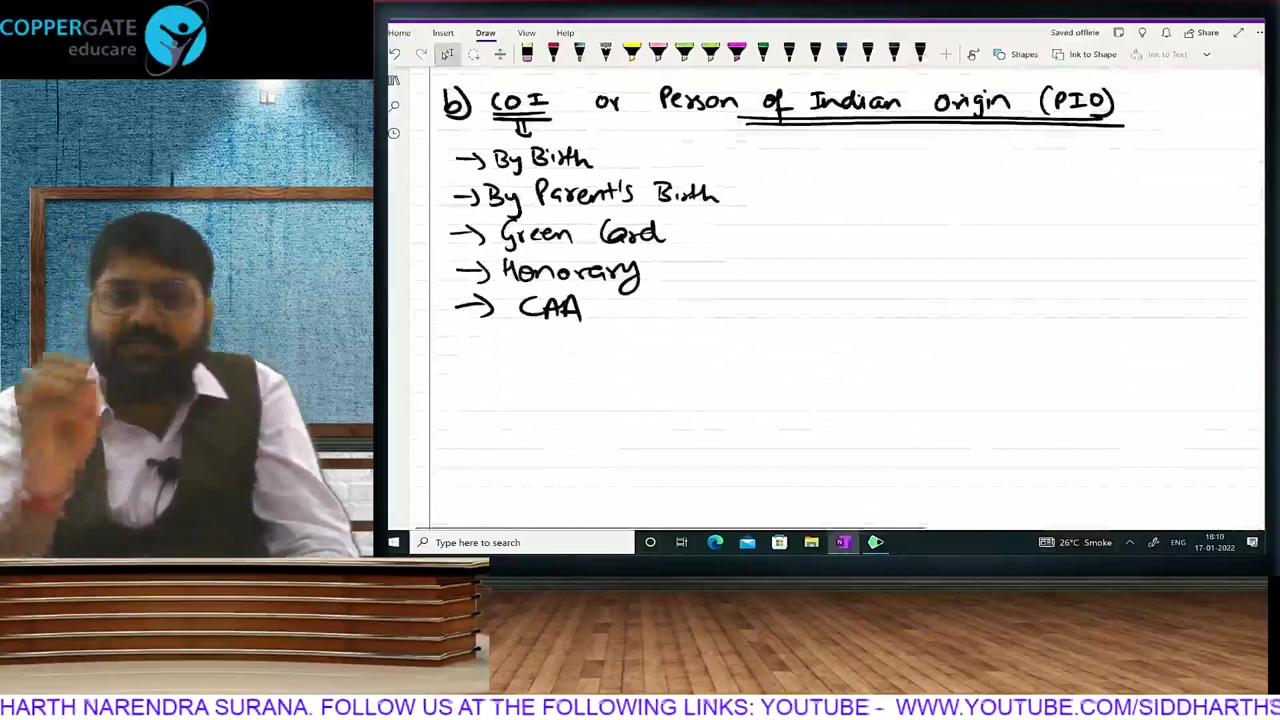 COPPERGATE
educare
Home Insert Draw View Help
Saved offline
Share
Shapes
Ink to Shape
Ink to Text
b) COI or Person of Indian Origin (PIO)
→ By Birth
→ By Parent's Birth
→ Green Card
→ Honorary
→ CAA
Type here to search
26°C Smoke
ENG
18:10
17-01-2022
HARTH NARENDRA SURANA. FOLLOW US AT THE FOLLOWING LINKS: YOUTUBE - WWW.YOUTUBE.COM/SIDDHARTHS